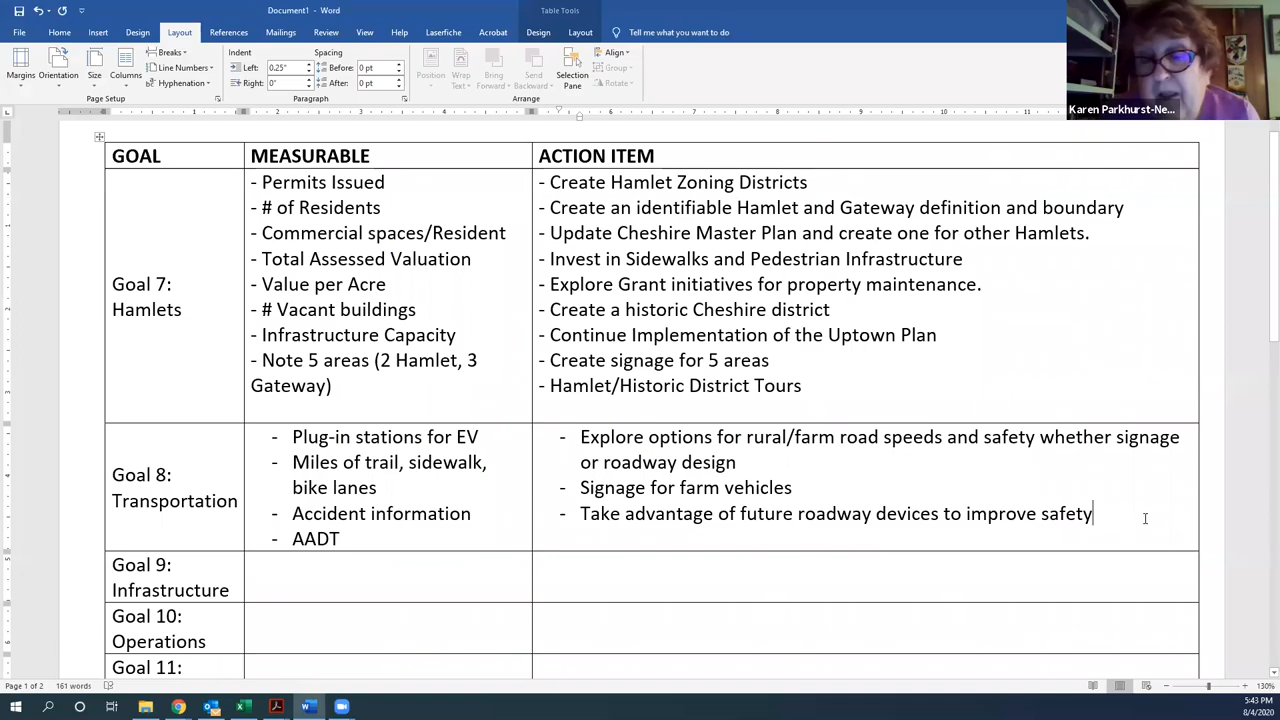 Document1 - Word
Table Tools
File Home Insert Design Layout References Mailings Review View Help Laserfiche Acrobat Design Layout Tell me what you want to do
Margins Orientation Size Columns
Breaks
Line Numbers
Hyphenation
Page Setup
Indent
Left: 0.25"
Right: 0"
Spacing
Before: 0 pt
After: 0 pt
Paragraph
Position
Wrap Text
Bring Forward
Send Backward
Selection Pane
Align
Group
Rotate
Arrange
Karen Parkhurst-Ne...
GOAL MEASURABLE ACTION ITEM
Goal 7:
Hamlets
- Permits Issued
- # of Residents
- Commercial spaces/Resident
- Total Assessed Valuation
- Value per Acre
- # Vacant buildings
- Infrastructure Capacity
- Note 5 areas (2 Hamlet, 3
Gateway)
- Create Hamlet Zoning Districts
- Create an identifiable Hamlet and Gateway definition and boundary
- Update Cheshire Master Plan and create one for other Hamlets.
- Invest in Sidewalks and Pedestrian Infrastructure
- Explore Grant initiatives for property maintenance.
- Create a historic Cheshire district
- Continue Implementation of the Uptown Plan
- Create signage for 5 areas
- Hamlet/Historic District Tours
Goal 8:
Transportation
- Plug-in stations for EV
- Miles of trail, sidewalk,
bike lanes
- Accident information
- AADT
- Explore options for rural/farm road speeds and safety whether signage
or roadway design
- Signage for farm vehicles
- Take advantage of future roadway devices to improve safety
Goal 9:
Infrastructure
Goal 10:
Operations
Goal 11:
Page 1 of 2 161 words
130%
5:43 PM
8/4/2020